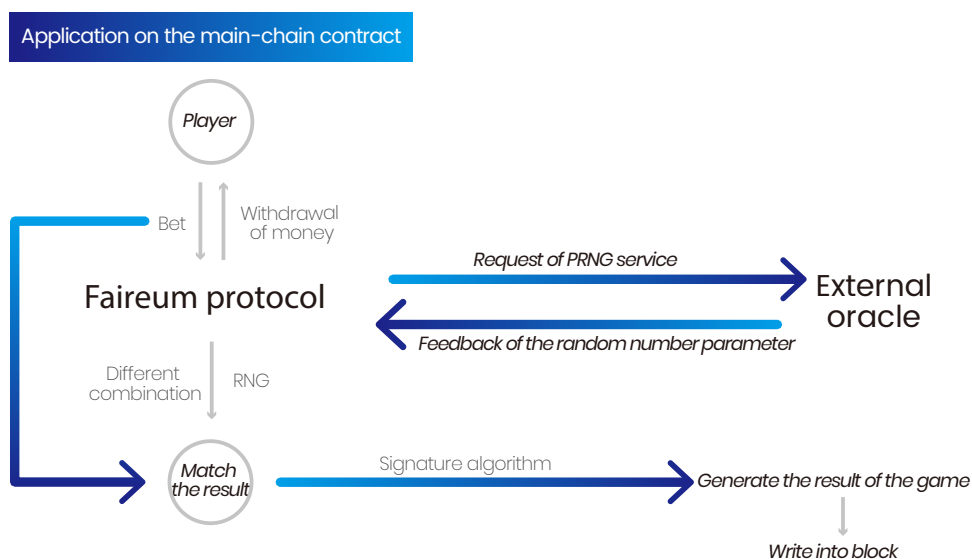 Application on the main-chain contract
Player
Bet
Withdrawal
of money
Request of PRNG service
Faireum protocol
External
oracle
Feedback of the random number parameter
Different
combination
RNG
Match
the result
Signature algorithm
Generate the result of the game
Write into block